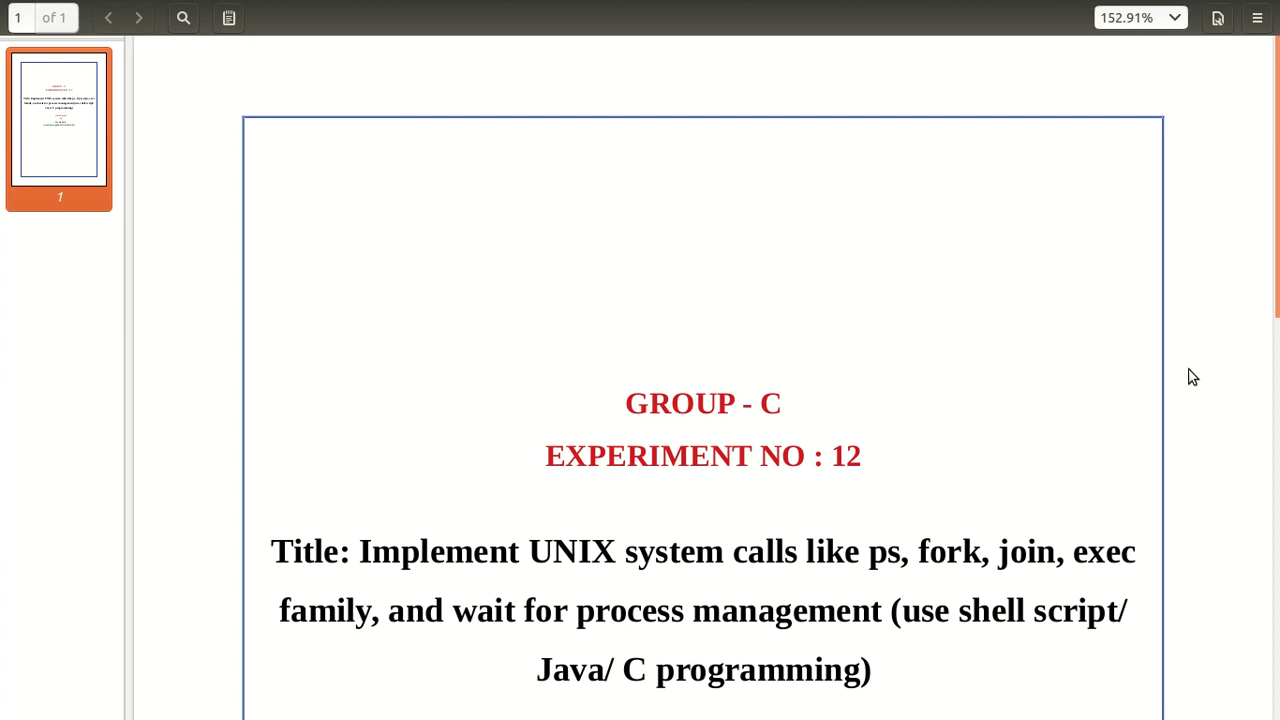 1 of 1
152.91%
1
GROUP - C
EXPERIMENT NO : 12
Title: Implement UNIX system calls like ps, fork, join, exec
family, and wait for process management (use shell script/
Java/ C programming)